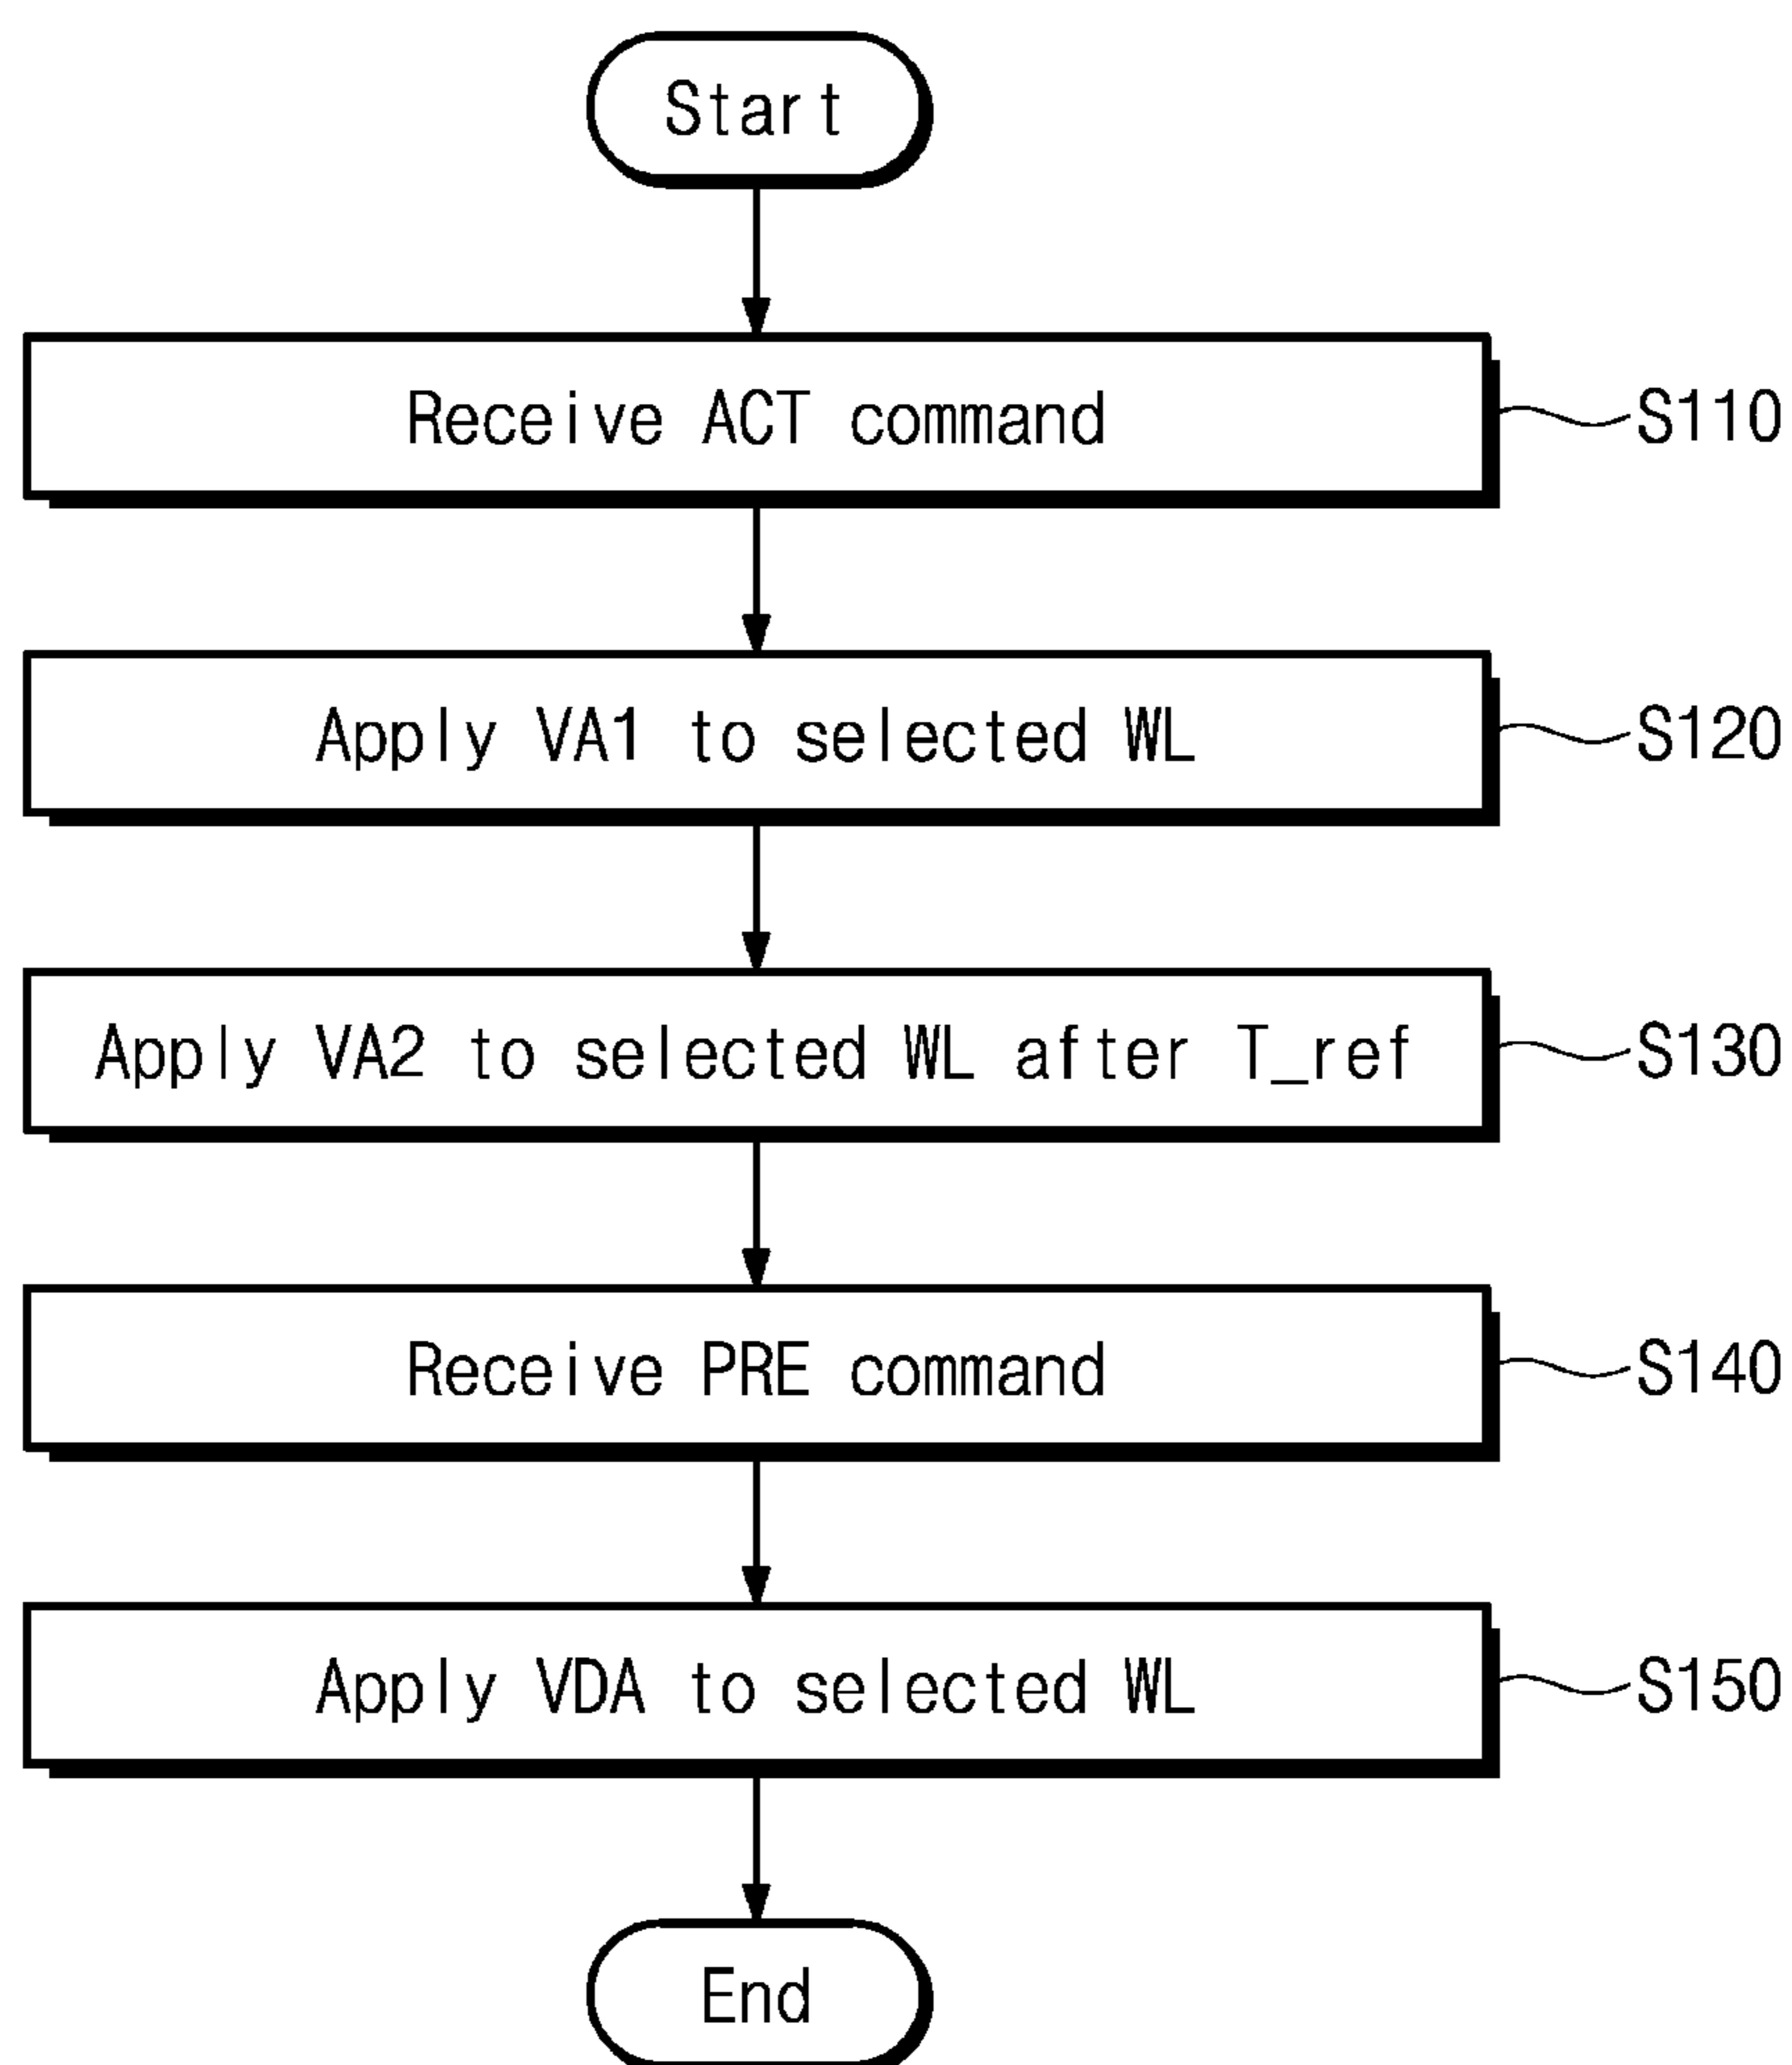 Start
Receive ACT command
S110
Apply VA1 to selected WL
S120
Apply VA2 to selected WL after T_ref
S130
Receive PRE command
S140
Apply VDA to selected WL
S150
End